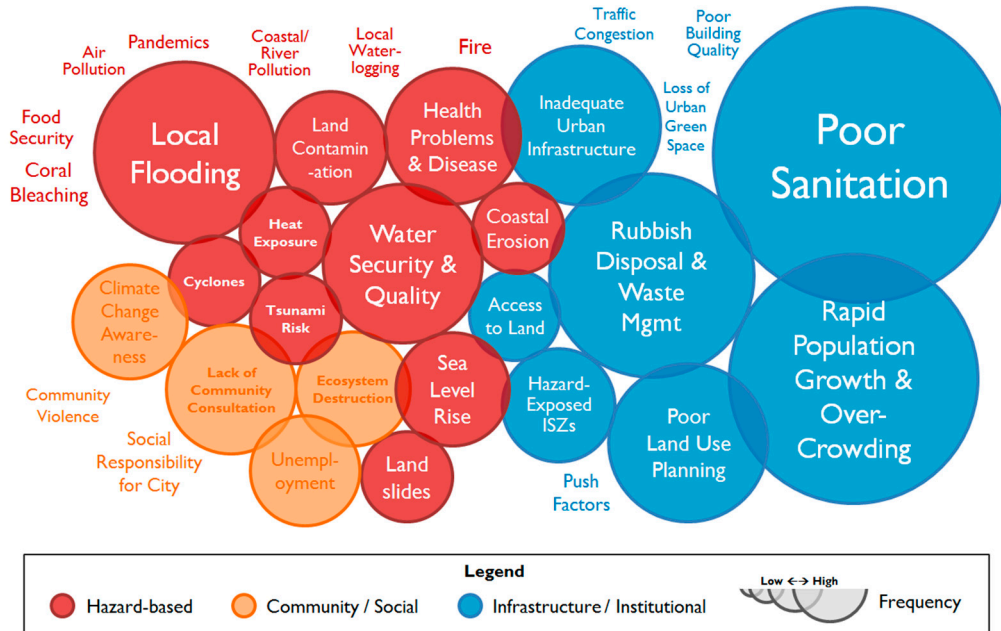 Air
Pollution
Pandemics
Coastal/
River
Pollution
Local
Water-
logging
Fire
Traffic
Congestion
Poor
Building
Quality
Loss of
Urban
Green
Space
Food
Security
Coral
Bleaching
Local
Flooding
Land
Contamin
-ation
Health
Problems
& Disease
Inadequate
Urban
Infrastructure
Poor
Sanitation
Heat
Exposure
Water
Security &
Quality
Coastal
Erosion
Rubbish
Disposal &
Waste
Mgmt
Cyclones
Tsunami
Risk
Access
to Land
Climate
Change
Aware-
ness
Rapid
Population
Growth &
Over-
Crowding
Lack of
Community
Consultation
Ecosystem
Destruction
Sea
Level
Rise
Hazard-
Exposed
ISZs
Poor
Land Use
Planning
Community
Violence
Social
Responsibility
for City
Unempl-
oyment
Land
slides
Push
Factors
Legend
Hazard-based
Community / Social
Infrastructure / Institutional
Low ←→ High
Frequency